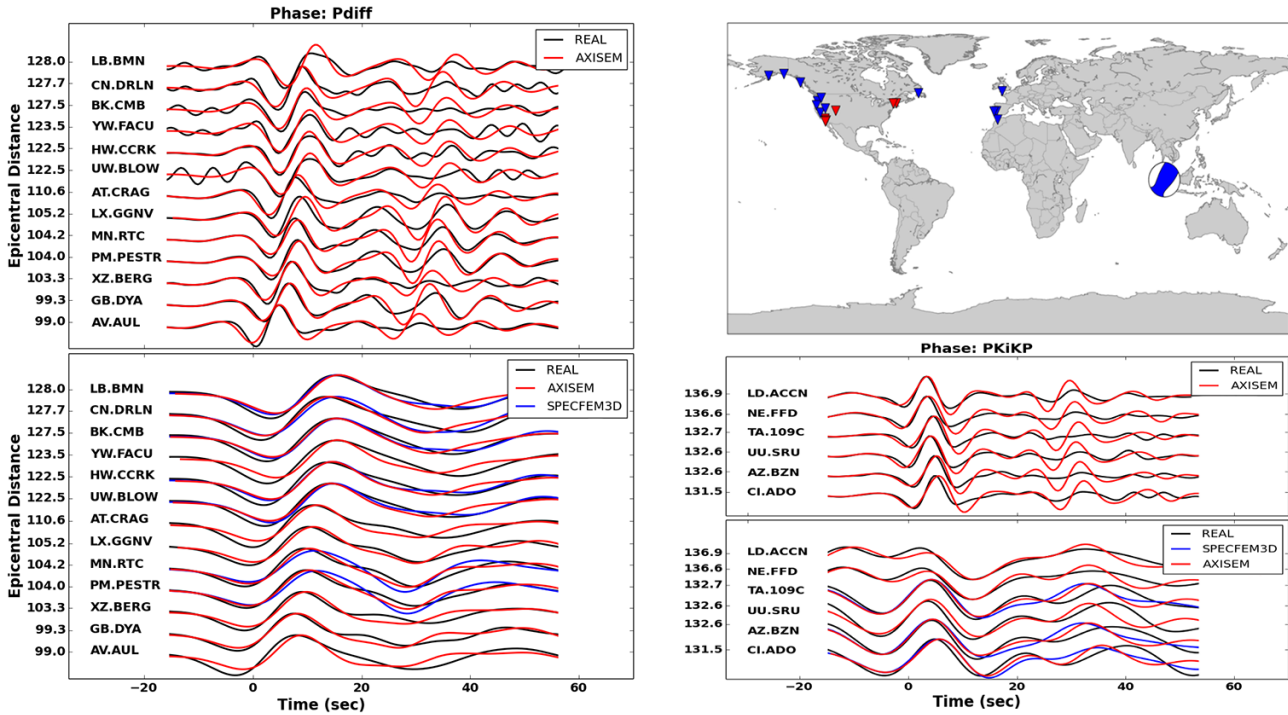 Phase: Pdiff
REAL
AXISEM
Epicentral Distance
128.0 LB.BMN
127.7 CN.DRLN
127.5 BK.CMB
123.5 YW.FACU
122.5 HW.CCRK
122.5 UW.BLOW
110.6 AT.CRAG
105.2 LX.GGNV
104.2 MN.RTC
104.0 PM.PESTR
103.3 XZ.BERG
99.3 GB.DYA
99.0 AV.AUL
REAL
AXISEM
SPECFEM3D
Epicentral Distance
128.0 LB.BMN
127.7 CN.DRLN
127.5 BK.CMB
123.5 YW.FACU
122.5 HW.CCRK
122.5 UW.BLOW
110.6 AT.CRAG
105.2 LX.GGNV
104.2 MN.RTC
104.0 PM.PESTR
103.3 XZ.BERG
99.3 GB.DYA
99.0 AV.AUL
−20 0 20 40 60
Time (sec)
Phase: PKiKP
REAL
AXISEM
136.9 LD.ACCN
136.6 NE.FFD
132.7 TA.109C
132.6 UU.SRU
132.6 AZ.BZN
131.5 CI.ADO
REAL
SPECFEM3D
AXISEM
136.9 LD.ACCN
136.6 NE.FFD
132.7 TA.109C
132.6 UU.SRU
132.6 AZ.BZN
131.5 CI.ADO
−20 0 20 40 60
Time (sec)